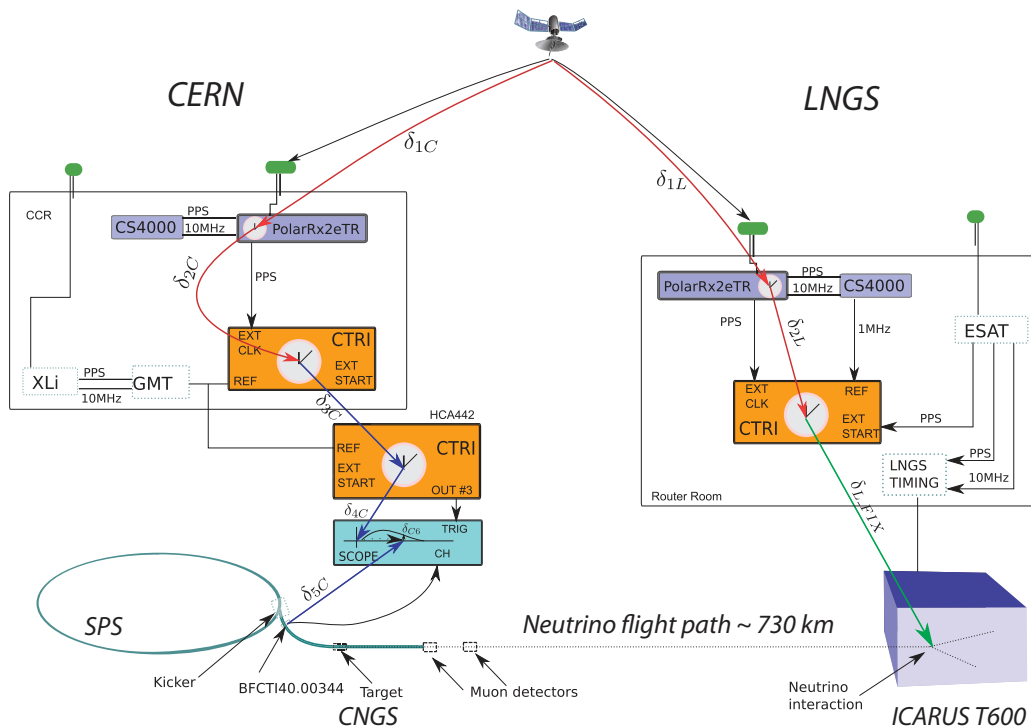 CERN
LNGS
δ1C
δ1L
CCR
CS4000
PPS
10MHz
PolarRx2eTR
δ2C
PPS
EXT
CLK
CTRI
EXT
START
REF
XLi
PPS
10MHz
GMT
δ3C
HCA442
REF
CTRI
EXT
START
OUT #3
δ4C
TRIG
δC6
SCOPE
CH
δ5C
PolarRx2eTR
PPS
10MHz
CS4000
PPS
δ2L
1MHz
ESAT
EXT
CLK
REF
CTRI
EXT
START
PPS
PPS
LNGS
TIMING
10MHz
Router Room
δL_FIX
SPS
Kicker
BFCTI40.00344
Target
Muon detectors
CNGS
Neutrino flight path ~ 730 km
Neutrino
interaction
ICARUS T600